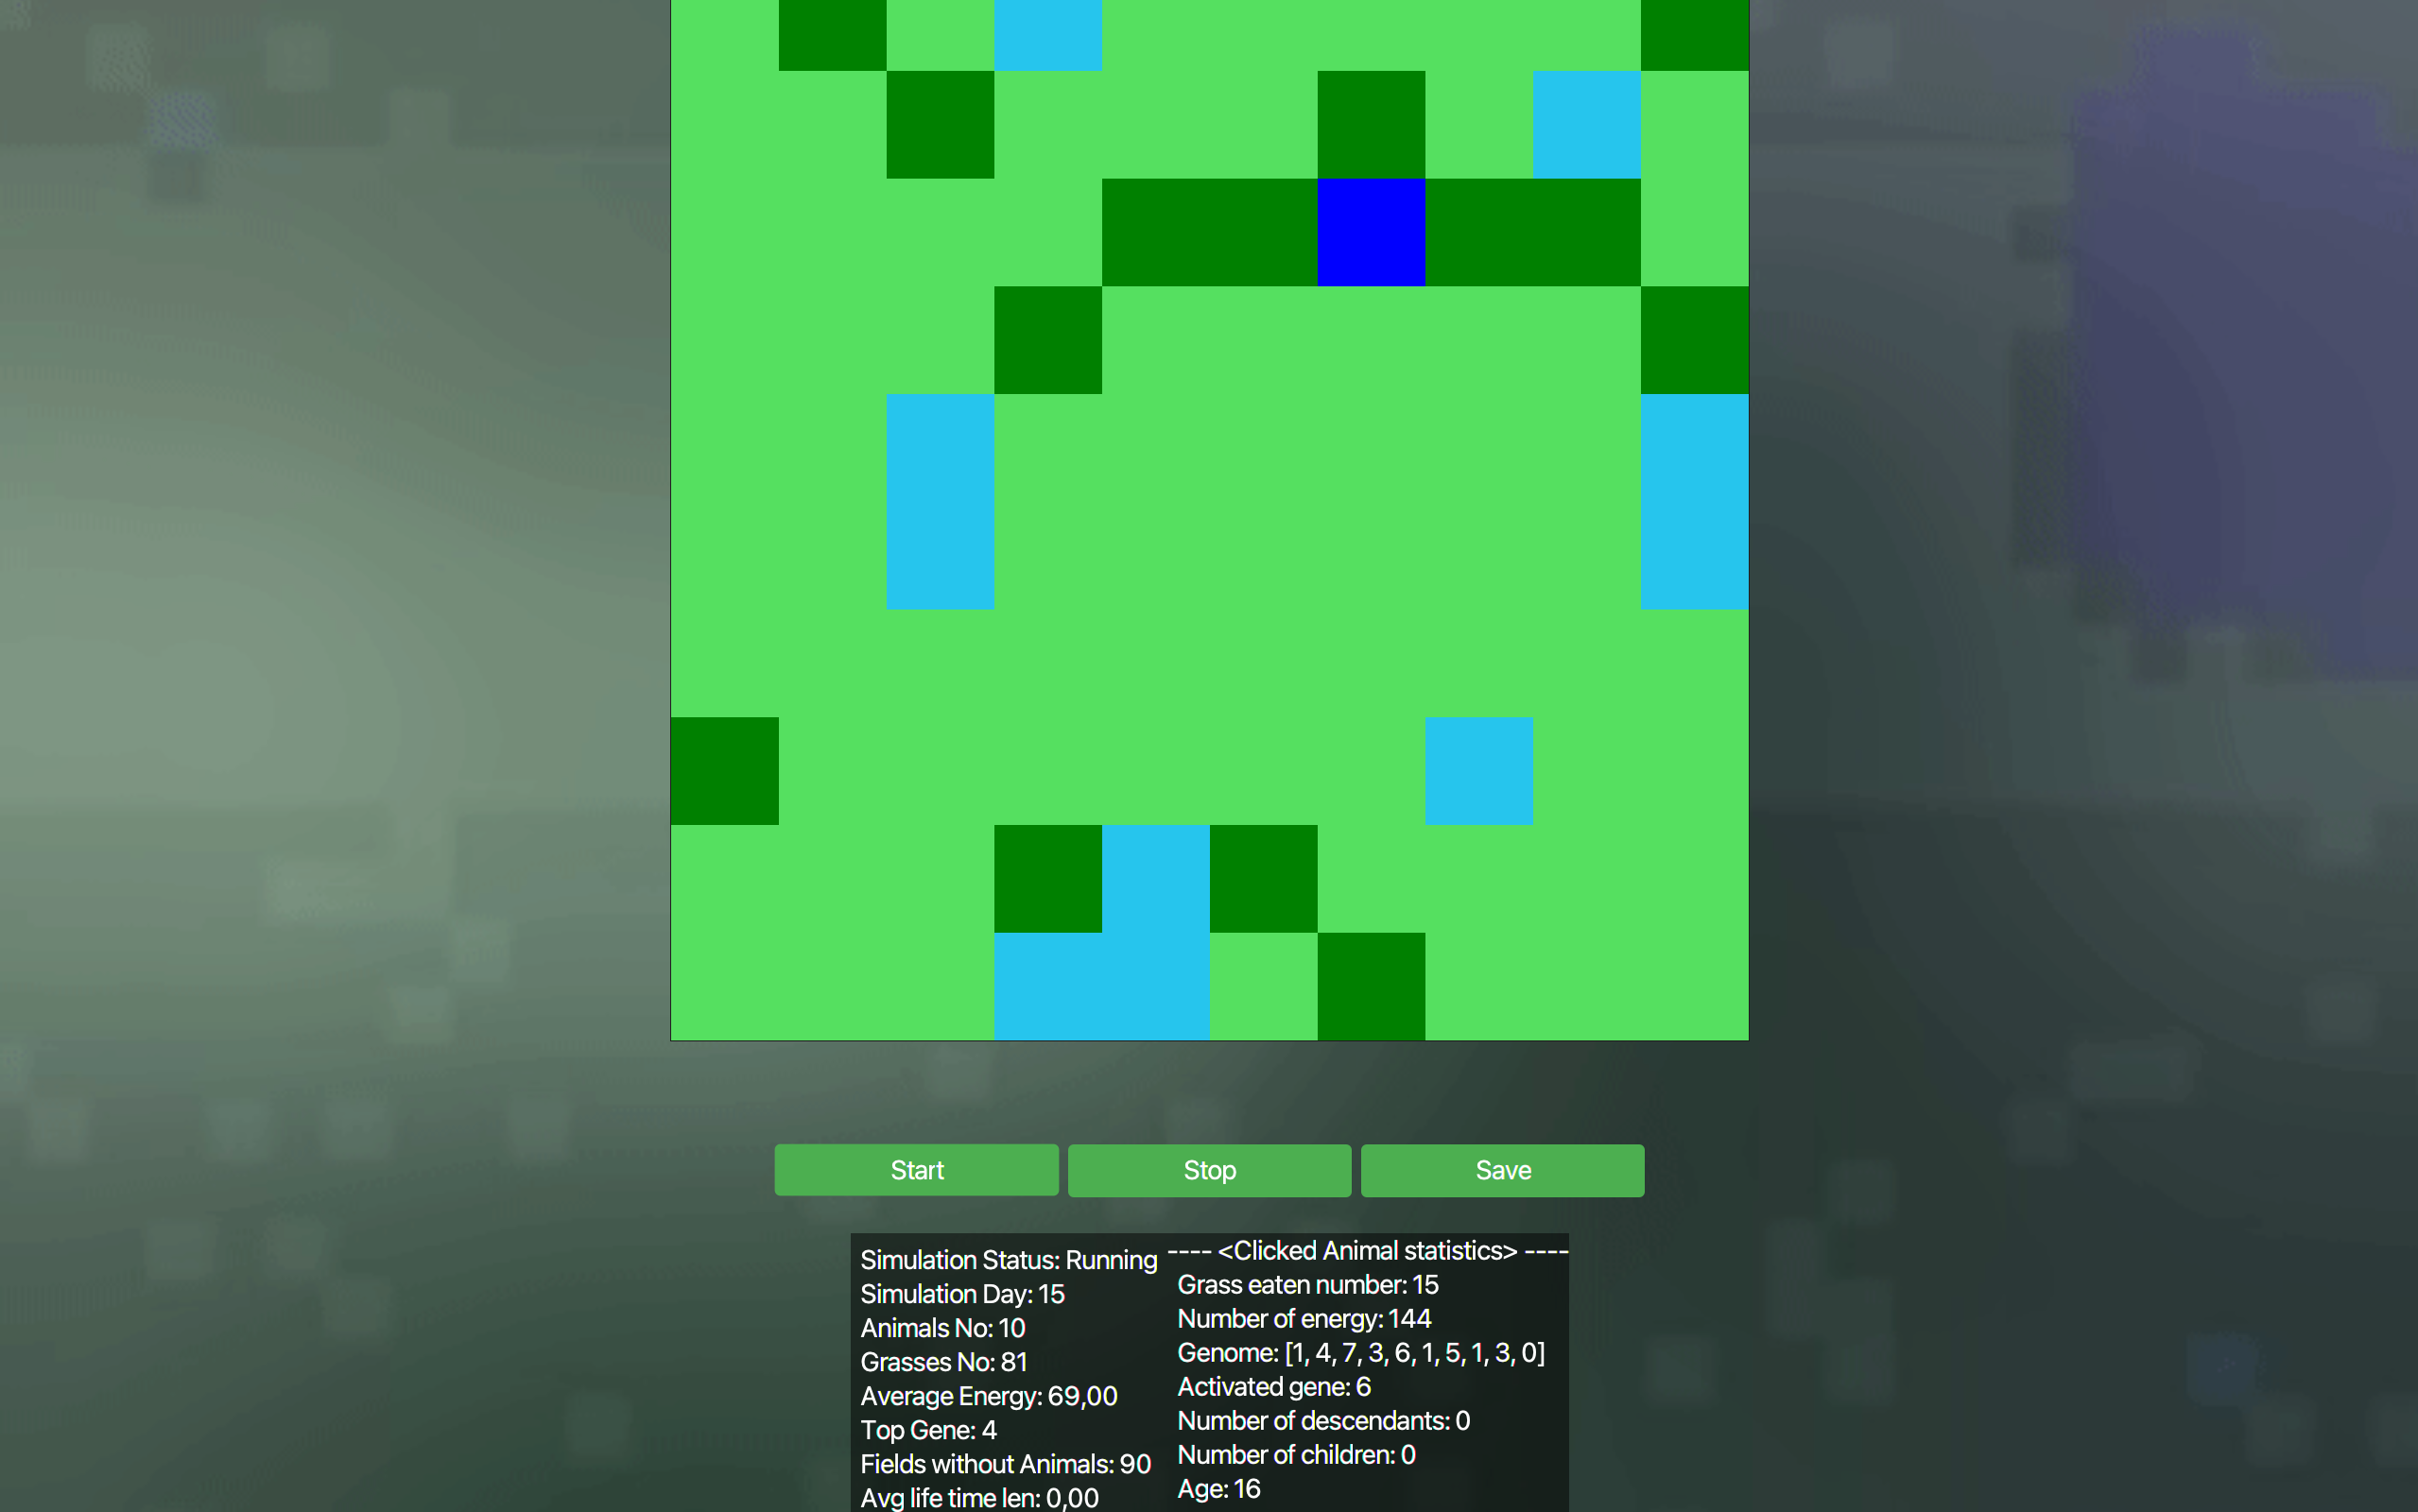 Start
Stop
Save
Simulation Status: Running
Simulation Day: 15
Animals No: 10
Grasses No: 81
Average Energy: 69,00
Top Gene: 4
Fields without Animals: 90
Avg life time len: 0,00
---- <Clicked Animal statistics> ----
Grass eaten number: 15
Number of energy: 144
Genome: [1, 4, 7, 3, 6, 1, 5, 1, 3, 0]
Activated gene: 6
Number of descendants: 0
Number of children: 0
Age: 16